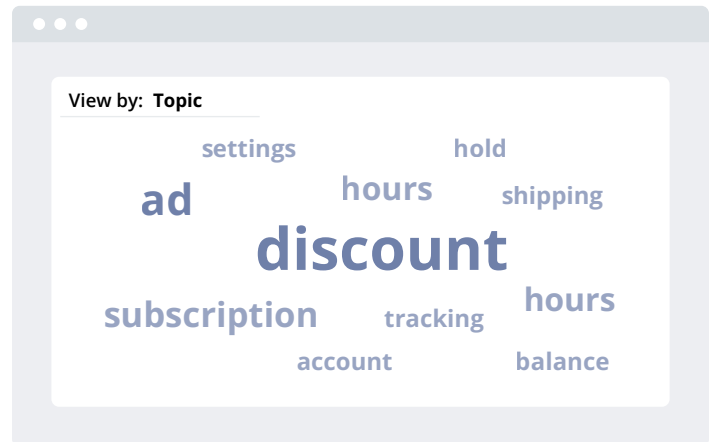 View by: Topic
settings
hold
ad
hours
shipping
discount
subscription
tracking
hours
account
balance